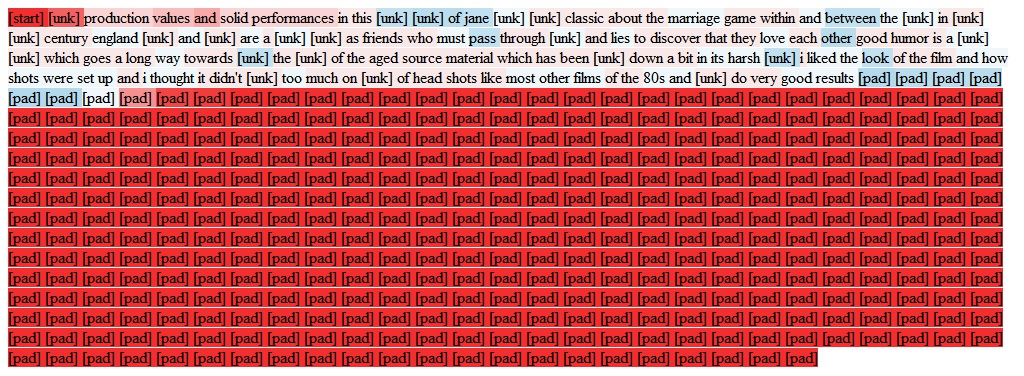 [start] [unk] production values and solid performances in this [unk] [unk] of jane [unk] [unk] classic about the marriage game within and between the [unk] in [unk]
[unk] century england [unk] and [unk] are a [unk] [unk] as friends who must pass through [unk] and lies to discover that they love each other good humor is a [unk]
[unk] which goes a long way towards [unk] the [unk] of the aged source material which has been [unk] down a bit in its harsh [unk] i liked the look of the film and how
shots were set up and i thought it didn't [unk] too much on [unk] of head shots like most other films of the 80s and [unk] do very good results [pad] [pad] [pad] [pad]
[pad] [pad] [pad] [pad] [pad] [pad] [pad] [pad] [pad] [pad] [pad] [pad] [pad] [pad] [pad] [pad] [pad] [pad] [pad] [pad] [pad] [pad] [pad] [pad] [pad] [pad] [pad]
[pad] [pad] [pad] [pad] [pad] [pad] [pad] [pad] [pad] [pad] [pad] [pad] [pad] [pad] [pad] [pad] [pad] [pad] [pad] [pad] [pad] [pad] [pad] [pad] [pad] [pad] [pad]
[pad] [pad] [pad] [pad] [pad] [pad] [pad] [pad] [pad] [pad] [pad] [pad] [pad] [pad] [pad] [pad] [pad] [pad] [pad] [pad] [pad] [pad] [pad] [pad] [pad] [pad] [pad]
[pad] [pad] [pad] [pad] [pad] [pad] [pad] [pad] [pad] [pad] [pad] [pad] [pad] [pad] [pad] [pad] [pad] [pad] [pad] [pad] [pad] [pad] [pad] [pad] [pad] [pad] [pad]
[pad] [pad] [pad] [pad] [pad] [pad] [pad] [pad] [pad] [pad] [pad] [pad] [pad] [pad] [pad] [pad] [pad] [pad] [pad] [pad] [pad] [pad] [pad] [pad] [pad] [pad] [pad]
[pad] [pad] [pad] [pad] [pad] [pad] [pad] [pad] [pad] [pad] [pad] [pad] [pad] [pad] [pad] [pad] [pad] [pad] [pad] [pad] [pad] [pad] [pad] [pad] [pad] [pad] [pad]
[pad] [pad] [pad] [pad] [pad] [pad] [pad] [pad] [pad] [pad] [pad] [pad] [pad] [pad] [pad] [pad] [pad] [pad] [pad] [pad] [pad] [pad] [pad] [pad] [pad] [pad] [pad]
[pad] [pad] [pad] [pad] [pad] [pad] [pad] [pad] [pad] [pad] [pad] [pad] [pad] [pad] [pad] [pad] [pad] [pad] [pad] [pad] [pad] [pad] [pad] [pad] [pad] [pad] [pad]
[pad] [pad] [pad] [pad] [pad] [pad] [pad] [pad] [pad] [pad] [pad] [pad] [pad] [pad] [pad] [pad] [pad] [pad] [pad] [pad] [pad] [pad] [pad] [pad] [pad] [pad] [pad]
[pad] [pad] [pad] [pad] [pad] [pad] [pad] [pad] [pad] [pad] [pad] [pad] [pad] [pad] [pad] [pad] [pad] [pad] [pad] [pad] [pad] [pad] [pad] [pad] [pad] [pad] [pad]
[pad] [pad] [pad] [pad] [pad] [pad] [pad] [pad] [pad] [pad] [pad] [pad] [pad] [pad] [pad] [pad] [pad] [pad] [pad] [pad] [pad] [pad] [pad] [pad] [pad] [pad] [pad]
[pad] [pad] [pad] [pad] [pad] [pad] [pad] [pad] [pad] [pad] [pad] [pad] [pad] [pad] [pad] [pad] [pad] [pad] [pad] [pad] [pad] [pad] [pad] [pad] [pad] [pad] [pad]
[pad] [pad] [pad] [pad] [pad] [pad] [pad] [pad] [pad] [pad] [pad] [pad] [pad] [pad] [pad] [pad] [pad] [pad] [pad] [pad] [pad] [pad] [pad] [pad] [pad] [pad] [pad]
[pad] [pad] [pad] [pad] [pad] [pad] [pad] [pad] [pad] [pad] [pad] [pad] [pad] [pad] [pad] [pad] [pad] [pad] [pad] [pad] [pad] [pad]